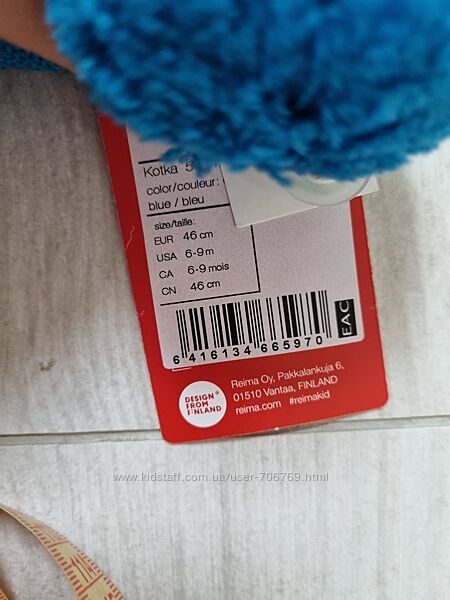 Kotka
color/couleur:
blue / bleu
size/taille:
EUR 46 cm
USA 6-9 m
CA 6-9 mois
CN 46 cm
EAC
6 416134 665970
DESIGN
FROM
FINLAND
Reima Oy, Pakkalankuja 6,
01510 Vantaa, FINLAND
reima.com #reimakid
www.kidstaff.com.ua/user-706769.html